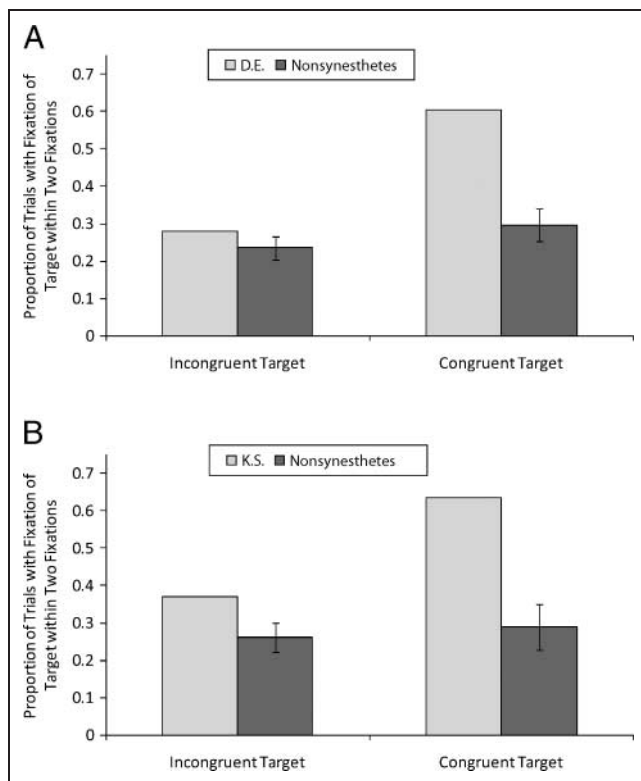 A
D.E. Nonsynesthetes
Proportion of Trials with Fixation of
Target within Two Fixations
0.7
0.6
0.5
0.4
0.3
0.2
0.1
0
Incongruent Target Congruent Target
B
K.S. Nonsynesthetes
Proportion of Trials with Fixation of
Target within Two Fixations
0.7
0.6
0.5
0.4
0.3
0.2
0.1
0
Incongruent Target Congruent Target